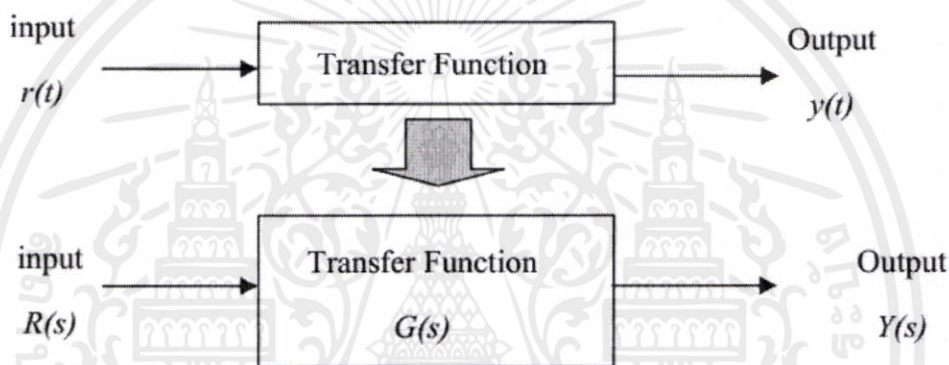 input
r(t)
Transfer Function
Output
y(t)
input
R(s)
Transfer Function
G(s)
Output
Y(s)